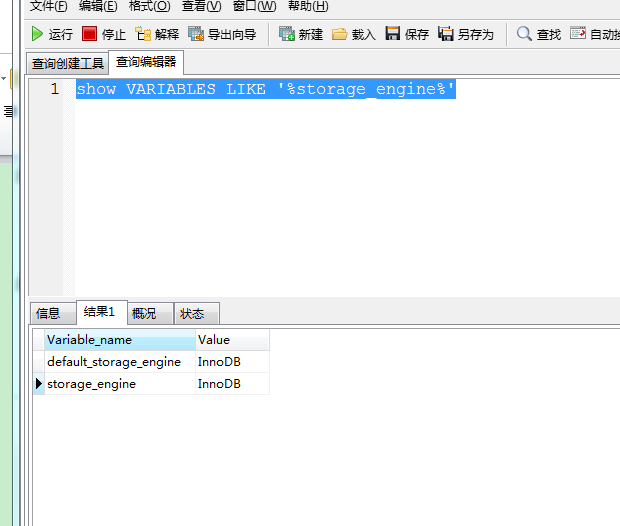 文件(F) 编辑(E) 格式(O) 查看(V) 窗口(W) 帮助(H)
运行 停止 解释 导出向导 新建 载入 保存 另存为 查找
查询创建工具 查询编辑器
1 show VARIABLES LIKE '%storage_engine%'
信息 结果1 概况 状态
Variable_name Value
default_storage_engine InnoDB
storage_engine InnoDB